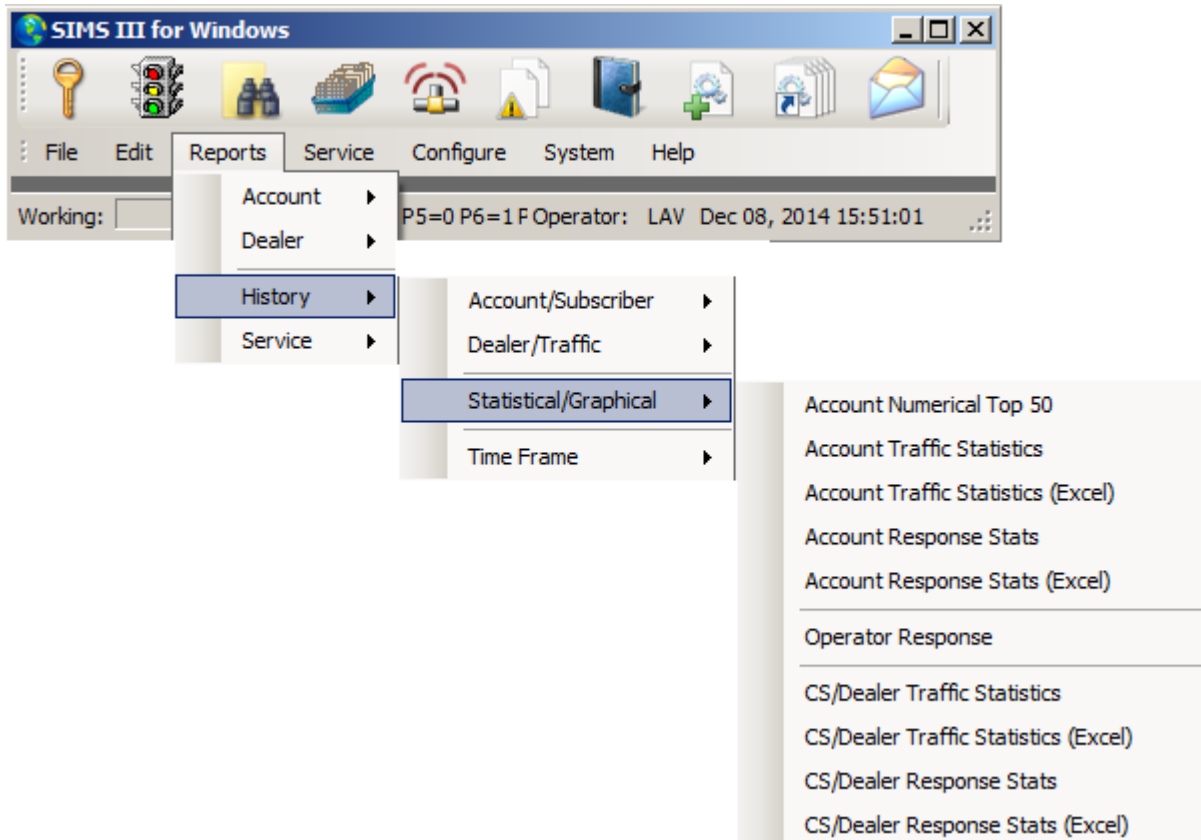 SIMS III for Windows
File Edit Reports Service Configure System Help
Working: P5=0 P6=1 F Operator: LAV Dec 08, 2014 15:51:01
Account
Dealer
History
Service
Account/Subscriber
Dealer/Traffic
Statistical/Graphical
Time Frame
Account Numerical Top 50
Account Traffic Statistics
Account Traffic Statistics (Excel)
Account Response Stats
Account Response Stats (Excel)
Operator Response
CS/Dealer Traffic Statistics
CS/Dealer Traffic Statistics (Excel)
CS/Dealer Response Stats
CS/Dealer Response Stats (Excel)